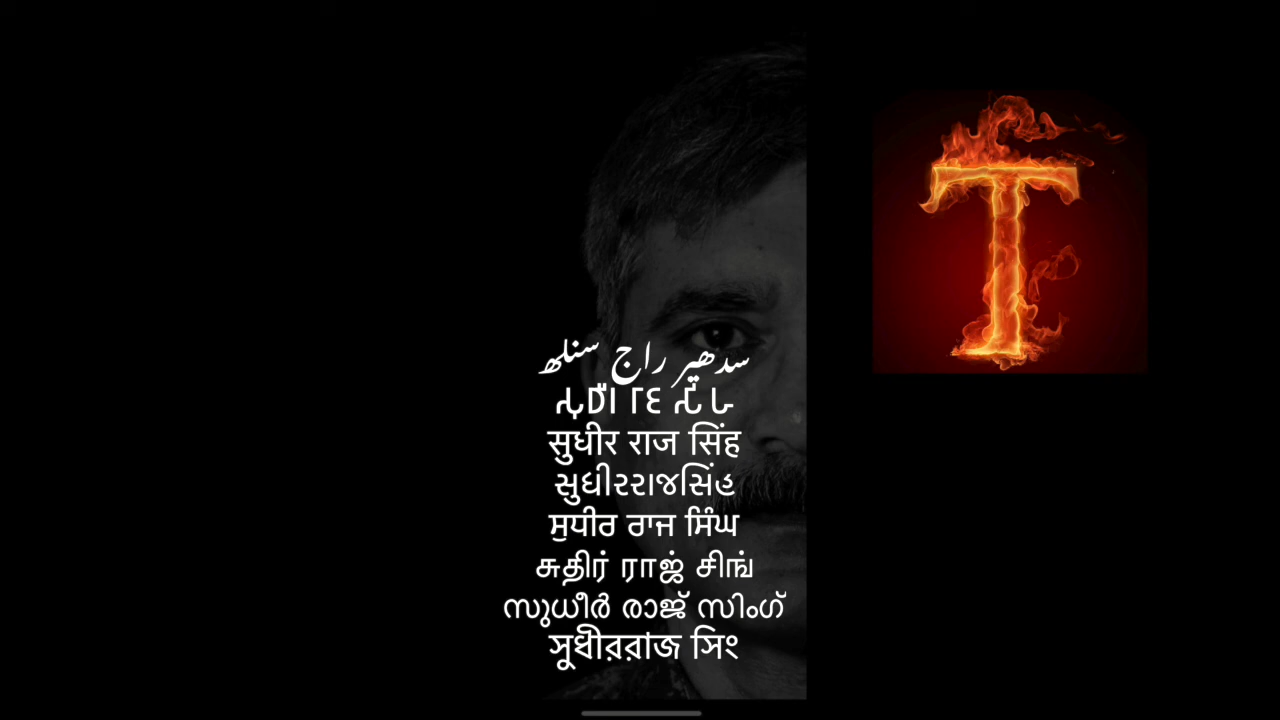 سدھیر راج سنلھ
सुधीर राज सिंह
સુધીરરાજસિંહ
ਸੁਧੀਰ ਰਾਜ ਸਿੰਘ
சுதிர் ராஜ் சிங்
സുധീർ രാജ് സിംഗ്
সুধীররাজ সিং
T